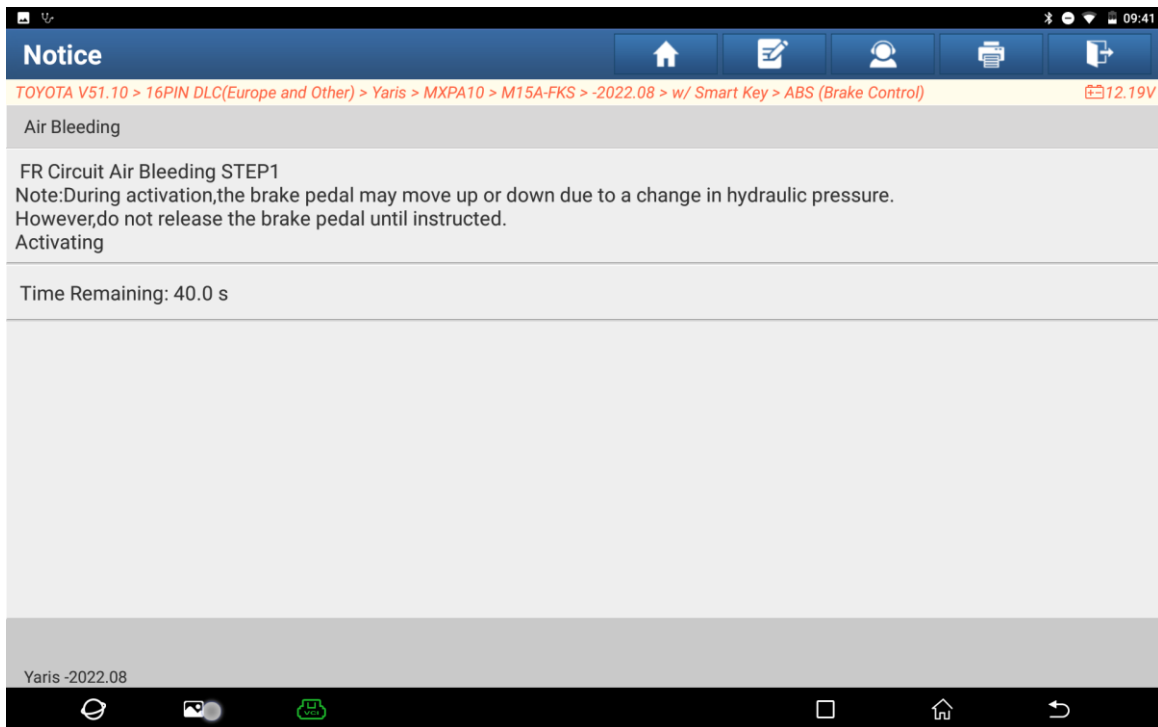 09:41
Notice
TOYOTA V51.10 > 16PIN DLC(Europe and Other) > Yaris > MXPA10 > M15A-FKS > -2022.08 > w/ Smart Key > ABS (Brake Control)
12.19V
Air Bleeding
FR Circuit Air Bleeding STEP1
Note:During activation,the brake pedal may move up or down due to a change in hydraulic pressure.
However,do not release the brake pedal until instructed.
Activating
Time Remaining: 40.0 s
Yaris -2022.08
VCI